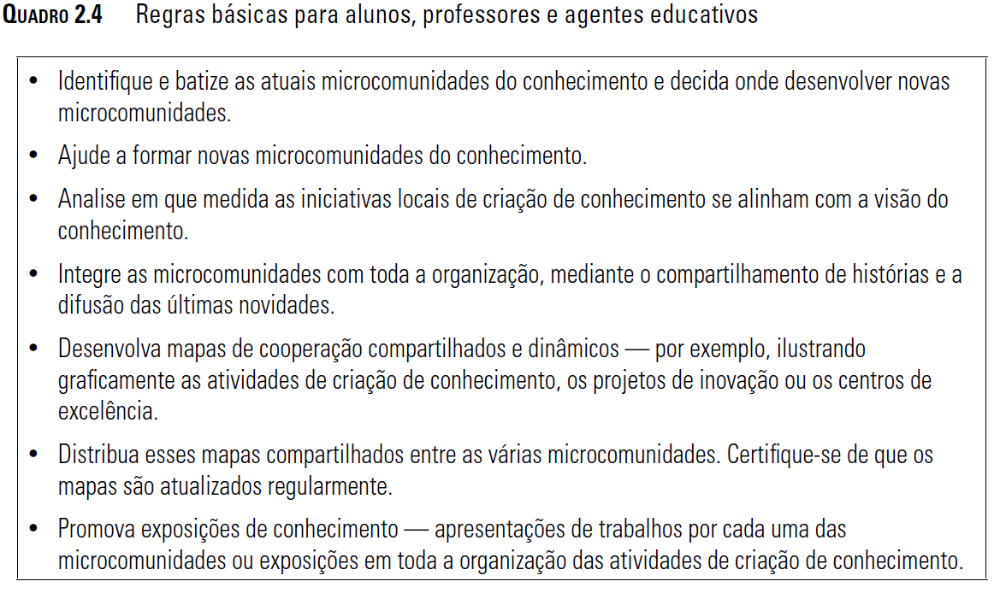 QUADRO 2.4 Regras básicas para alunos, professores e agentes educativos
• Identifique e batize as atuais microcomunidades do conhecimento e decida onde desenvolver novas
microcomunidades.
• Ajude a formar novas microcomunidades do conhecimento.
• Analise em que medida as iniciativas locais de criação de conhecimento se alinham com a visão do
conhecimento.
• Integre as microcomunidades com toda a organização, mediante o compartilhamento de histórias e a
difusão das últimas novidades.
• Desenvolva mapas de cooperação compartilhados e dinâmicos — por exemplo, ilustrando
graficamente as atividades de criação de conhecimento, os projetos de inovação ou os centros de
excelência.
• Distribua esses mapas compartilhados entre as várias microcomunidades. Certifique-se de que os
mapas são atualizados regularmente.
• Promova exposições de conhecimento — apresentações de trabalhos por cada uma das
microcomunidades ou exposições em toda a organização das atividades de criação de conhecimento.